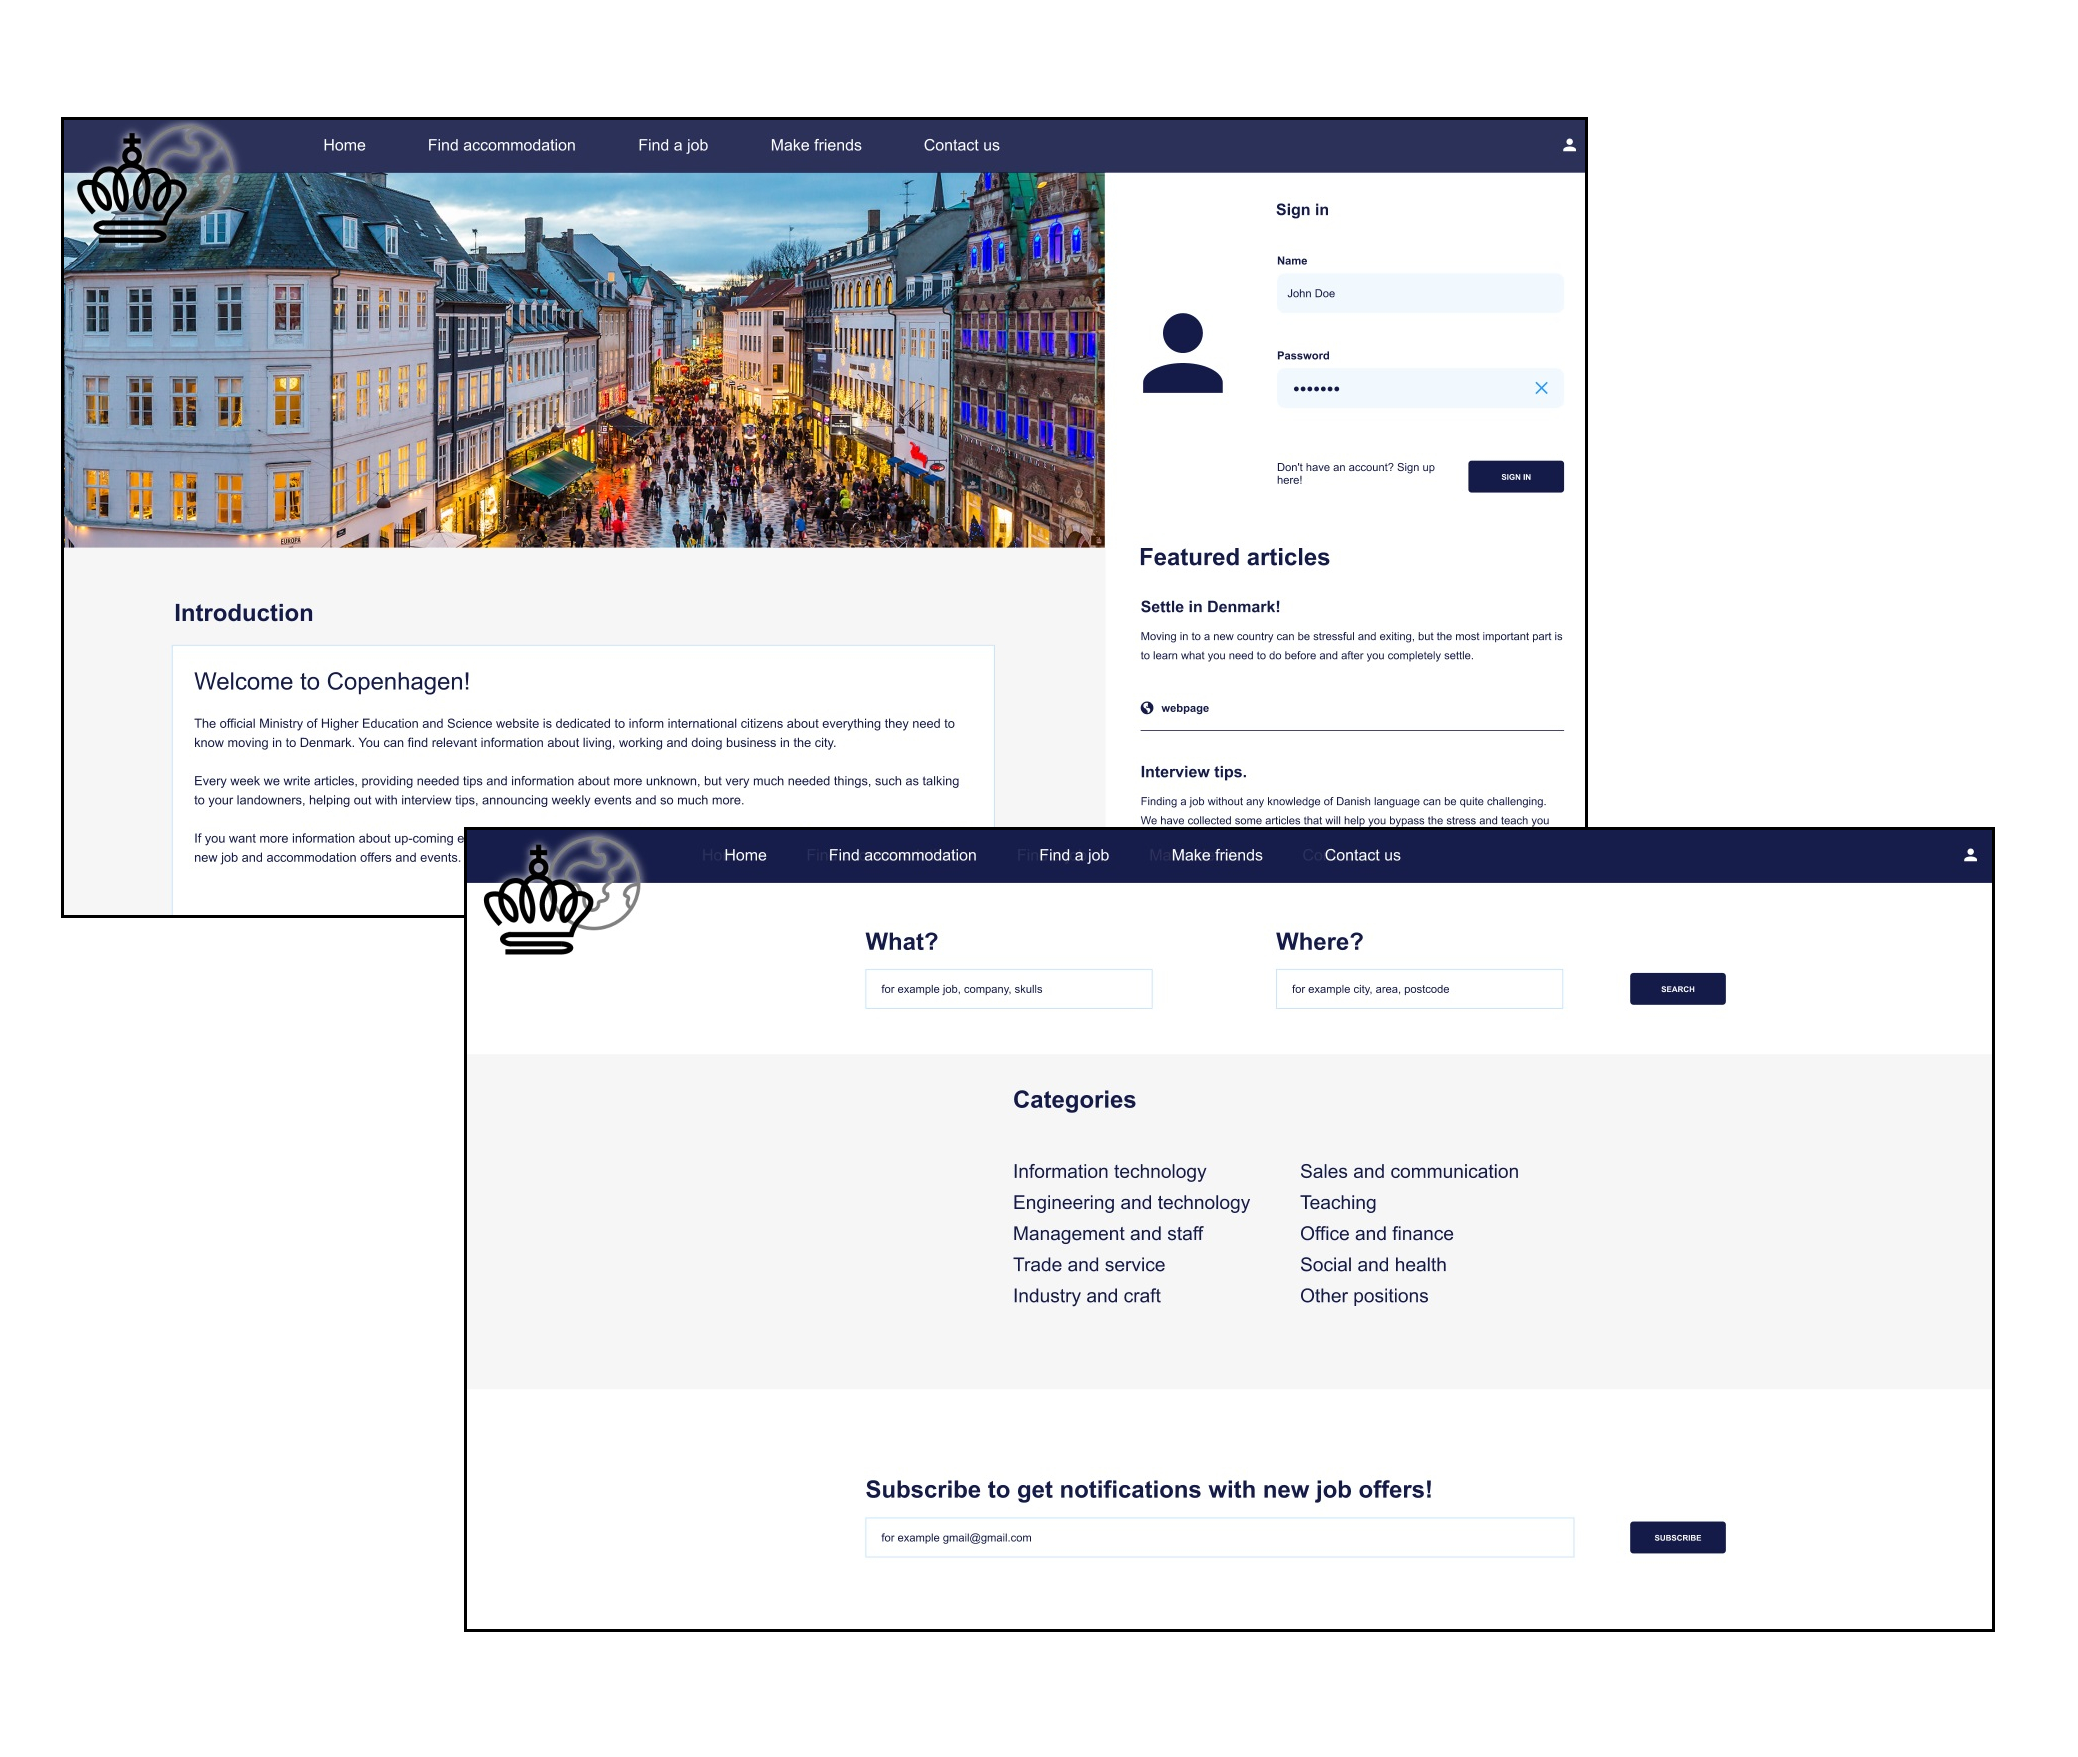 Home Find accommodation Find a job Make friends Contact us
Sign in
Name
John Doe
Password
Don't have an account? Sign up
here!
SIGN IN
EUROPA
Introduction
Welcome to Copenhagen!
The official Ministry of Higher Education and Science website is dedicated to inform international citizens about everything they need to
know moving in to Denmark. You can find relevant information about living, working and doing business in the city.
Every week we write articles, providing needed tips and information about more unknown, but very much needed things, such as talking
to your landowners, helping out with interview tips, announcing weekly events and so much more.
If you want more information about up-coming e
new job and accommodation offers and events.
Featured articles
Settle in Denmark!
Moving in to a new country can be stressful and exiting, but the most important part is
to learn what you need to do before and after you completely settle.
webpage
Interview tips.
Finding a job without any knowledge of Danish language can be quite challenging.
We have collected some articles that will help you bypass the stress and teach you
Home Find accommodation Find a job Make friends Contact us
What?
for example job, company, skulls
Where?
for example city, area, postcode
SEARCH
Categories
Information technology
Engineering and technology
Management and staff
Trade and service
Industry and craft
Sales and communication
Teaching
Office and finance
Social and health
Other positions
Subscribe to get notifications with new job offers!
for example gmail@gmail.com
SUBSCRIBE